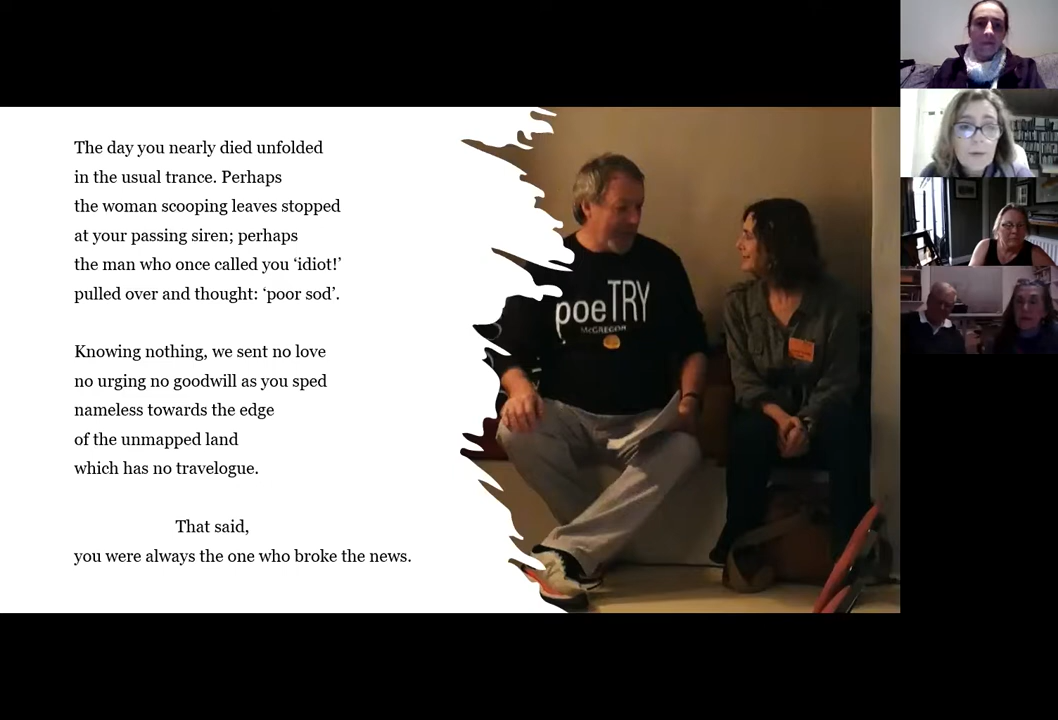 The day you nearly died unfolded
in the usual trance. Perhaps
the woman scooping leaves stopped
at your passing siren; perhaps
the man who once called you ‘idiot!’
pulled over and thought: ‘poor sod’.
Knowing nothing, we sent no love
no urging no goodwill as you sped
nameless towards the edge
of the unmapped land
which has no travelogue.
That said,
you were always the one who broke the news.
poeTRY
McGREGOR